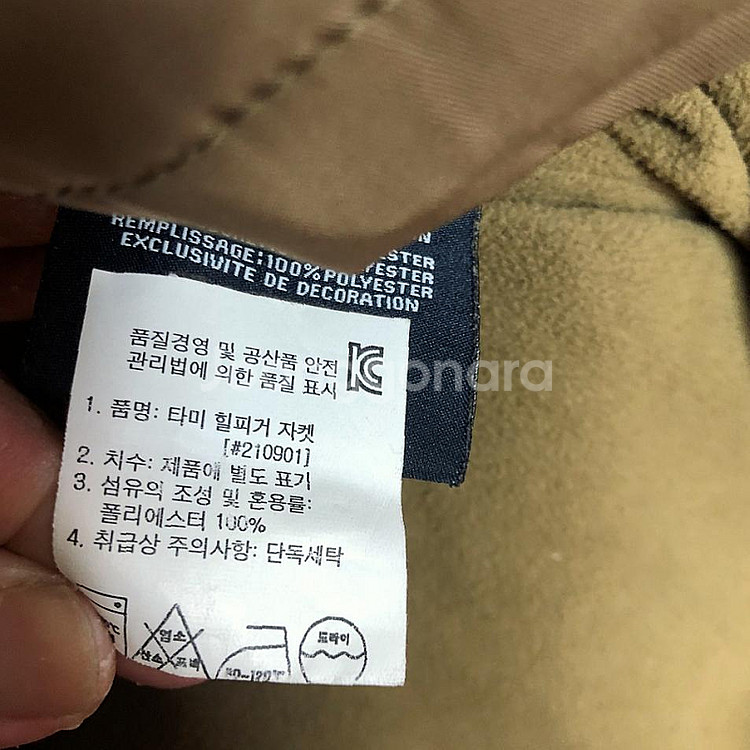 REMPLISSAGE:100% POLYESTER
EXCLUSIVITE DE DECORATION
품질경영 및 공산품 안전
관리법에 의한 품질 표시
1. 품명: 타미 힐피거 자켓
[#210901]
2. 치수: 제품에 별도 표기
3. 섬유의 조성 및 혼용률:
폴리에스터 100%
4. 취급상 주의사항: 단독세탁
염소
산소 표백
드라이